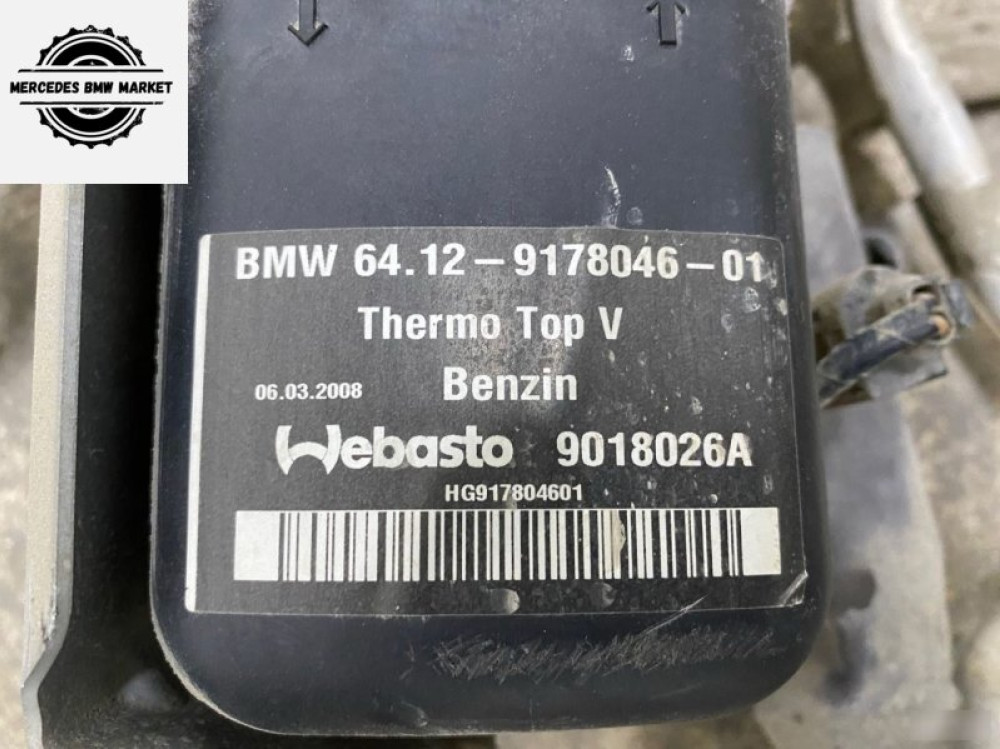 MERCEDES BMW MARKET
BMW 64.12-9178046-01
Thermo Top V
06.03.2008 Benzin
Webasto 9018026A
HG917804601